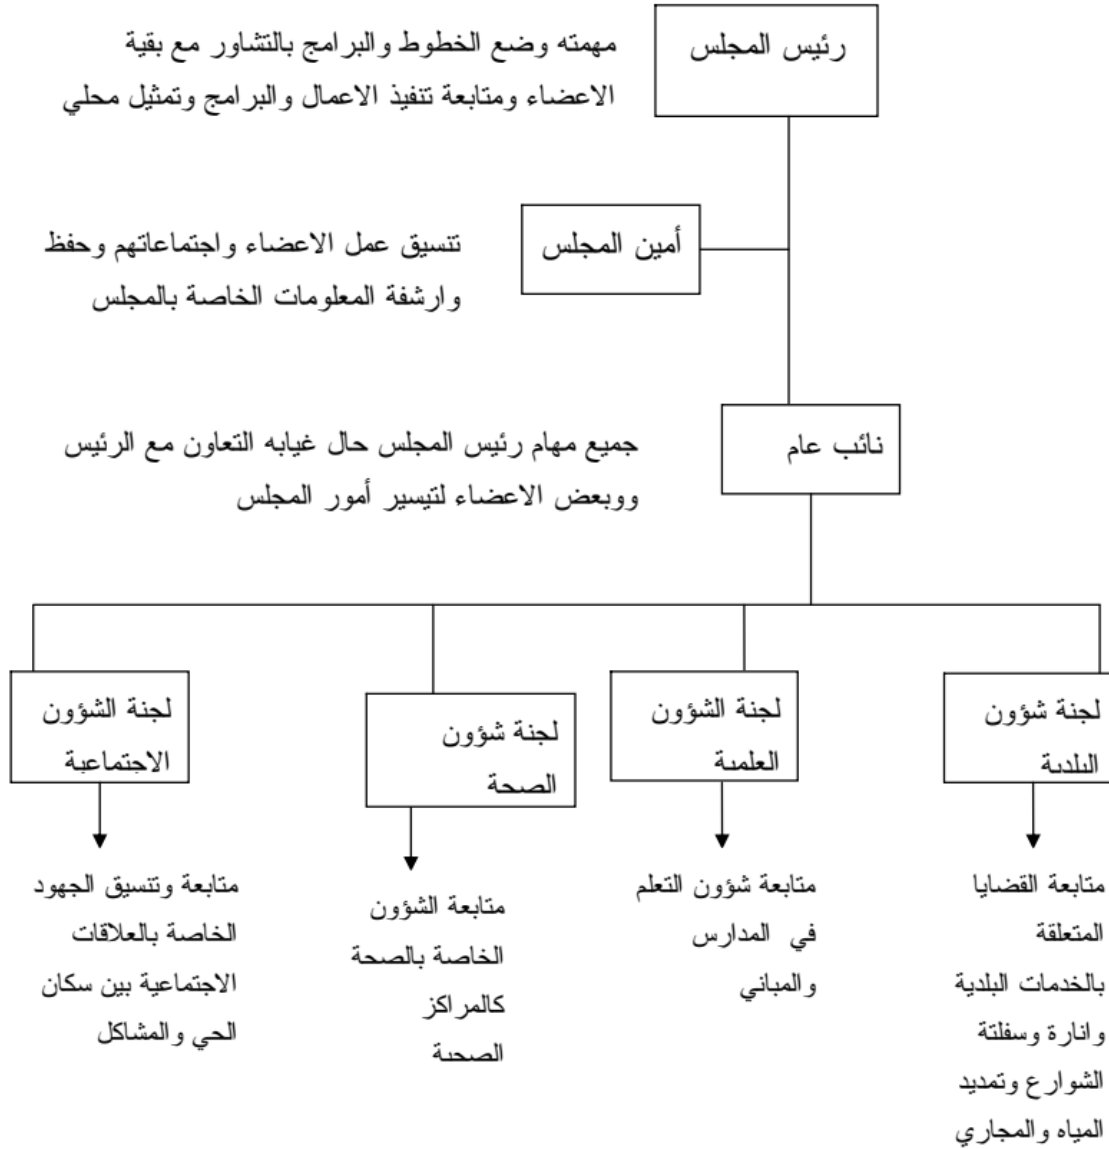 رئيس المجلس
مهمته وضع الخطوط والبرامج بالتشاور مع بقية
الاعضاء ومتابعة تنفيذ الاعمال والبرامج وتمثيل محلي
أمين المجلس
تنسيق عمل الاعضاء واجتماعاتهم وحفظ
وارشفة المعلومات الخاصة بالمجلس
نائب عام
جميع مهام رئيس المجلس حال غيابه التعاون مع الرئيس
ووبعض الاعضاء لتيسير أمور المجلس
لجنة شؤون
البلدية
متابعة القضايا
المتعلقة
بالخدمات البلدية
وانارة وسفلتة
الشوارع وتمديد
المياه والمجاري
لجنة الشؤون
العلمية
متابعة شؤون التعلم
في المدارس
والمباني
لجنة شؤون
الصحة
متابعة الشؤون
الخاصة بالصحة
كالمراكز
الصحية
لجنة الشؤون
الاجتماعية
متابعة وتنسيق الجهود
الخاصة بالعلاقات
الاجتماعية بين سكان
الحي والمشاكل